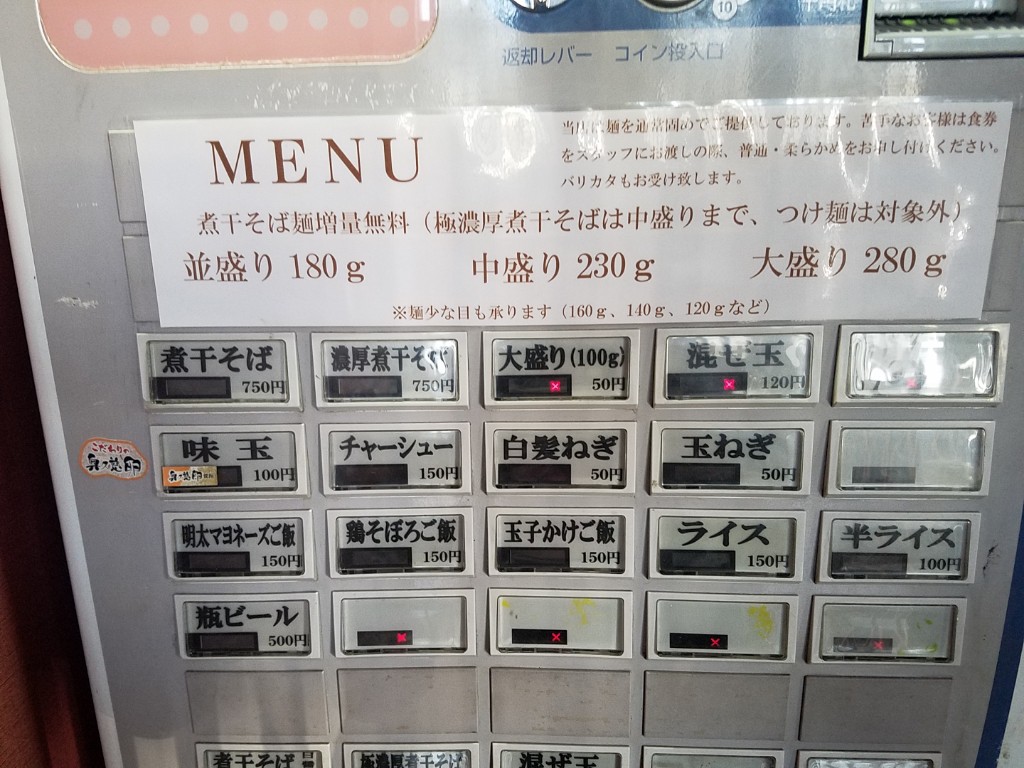 10
返却レバー コイン投入口
MENU
当店は麺を通常固めでご提供しております。苦手なお客様は食券
をスタッフにお渡しの際、普通・柔らかめをお申し付けください。
バリカタもお受け致します。
煮干そば麺増量無料（極濃厚煮干そばは中盛りまで、つけ麺は対象外）
並盛り 180g 中盛り 230g 大盛り 280g
※麺少な目も承ります（160g、140g、120gなど）
煮干そば 750円
濃厚煮干そば 750円
大盛り(100g) 50円
混ぜ玉 120円
こだわりの
味玉 100円
チャーシュー 150円
白髪ねぎ 50円
玉ねぎ 50円
明太マヨネーズご飯 150円
鶏そぼろご飯 150円
玉子かけご飯 150円
ライス 150円
半ライス 100円
瓶ビール 500円
煮干そば
極濃厚煮干そば
混ぜ玉